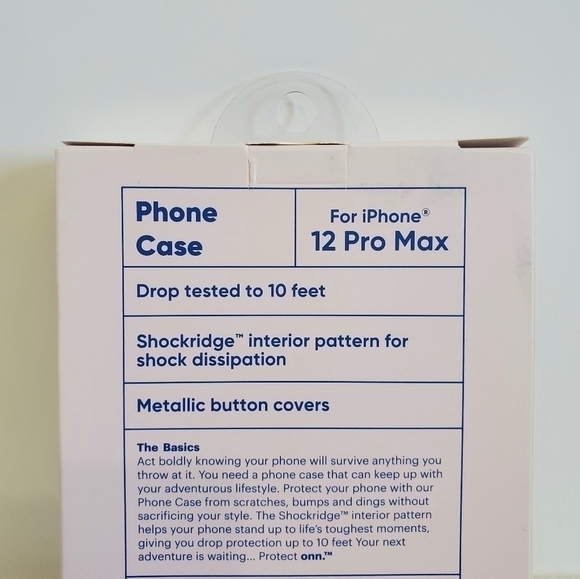 Phone
Case
For iPhone®
12 Pro Max
Drop tested to 10 feet
Shockridge™ interior pattern for
shock dissipation
Metallic button covers
The Basics
Act boldly knowing your phone will survive anything you
throw at it. You need a phone case that can keep up with
your adventurous lifestyle. Protect your phone with our
Phone Case from scratches, bumps and dings without
sacrificing your style. The Shockridge™ interior pattern
helps your phone stand up to life's toughest moments,
giving you drop protection up to 10 feet Your next
adventure is waiting... Protect onn.™